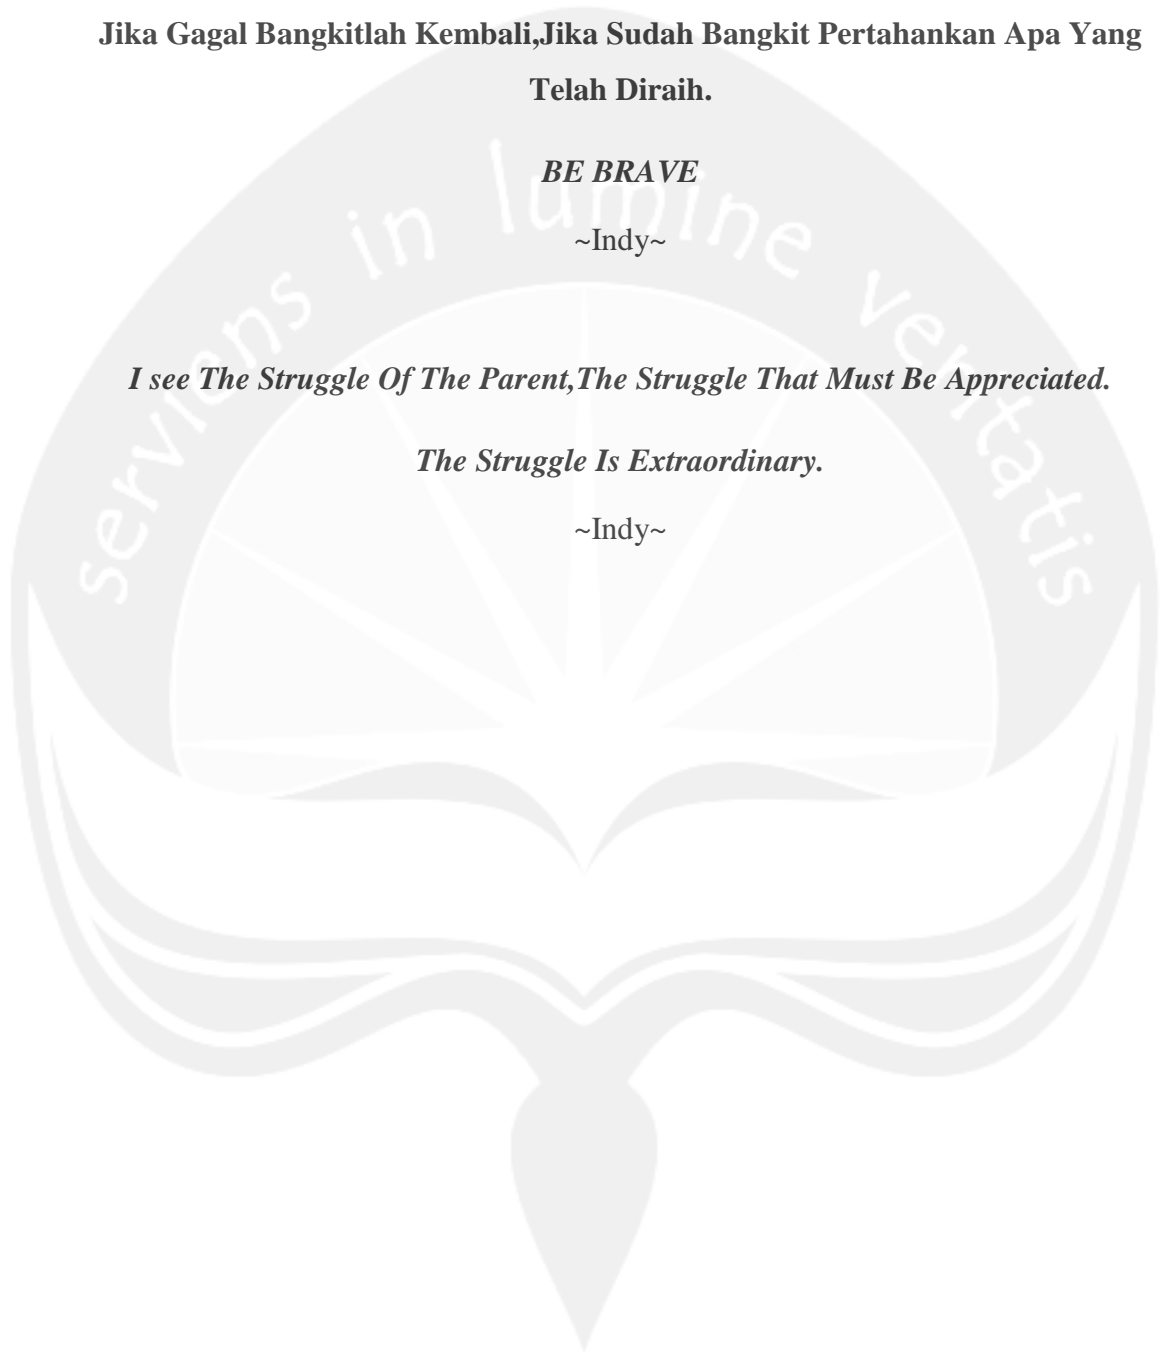 Jika Gagal Bangkitlah Kembali,Jika Sudah Bangkit Pertahankan Apa Yang
Telah Diraih.
BE BRAVE
~Indy~
I see The Struggle Of The Parent,The Struggle That Must Be Appreciated.
The Struggle Is Extraordinary.
~Indy~
serviens in lumine veritatis